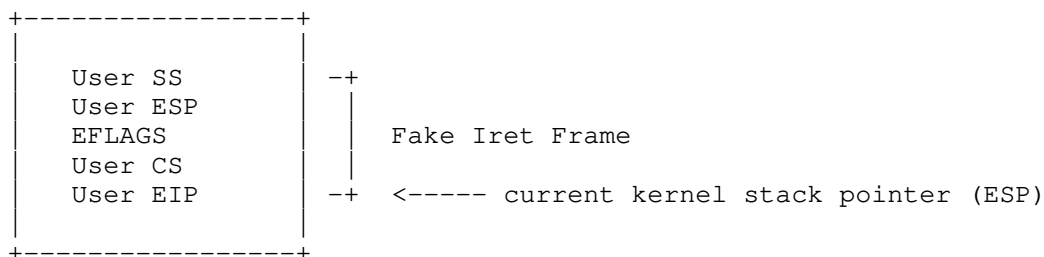 User SS
User ESP
EFLAGS Fake Iret Frame
User CS
User EIP <----- current kernel stack pointer (ESP)